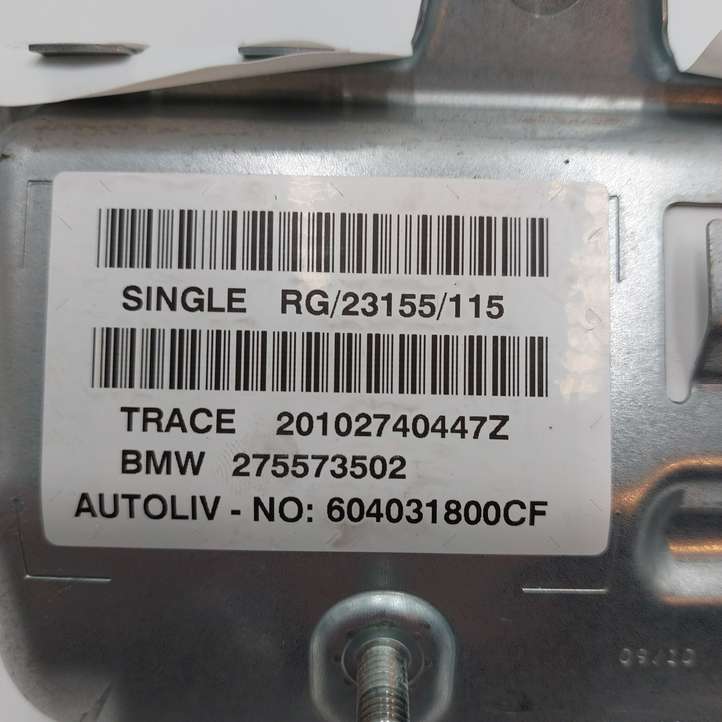 SINGLE RG/23155/115
TRACE 20102740447Z
BMW 275573502
AUTOLIV - NO: 604031800CF